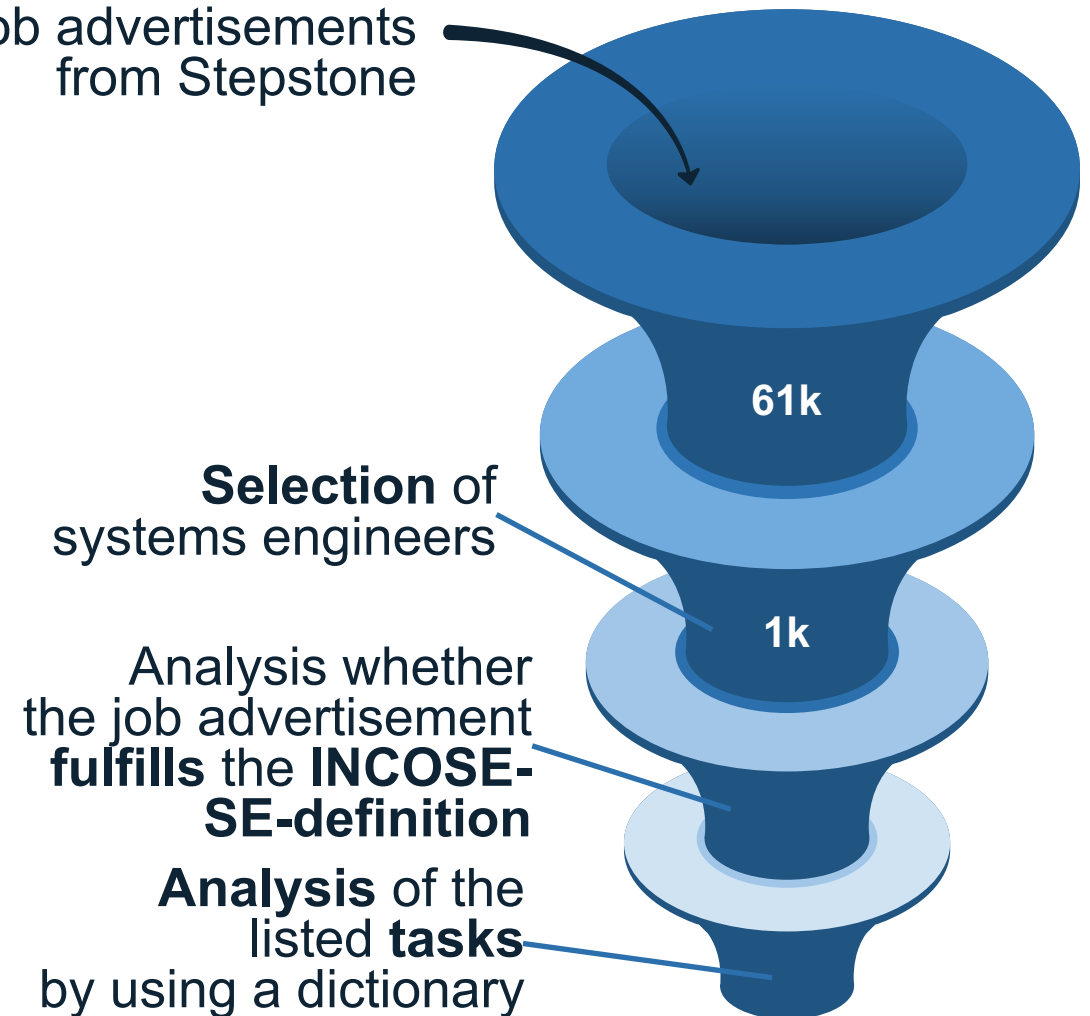 ob advertisements
from Stepstone
61k
Selection of
systems engineers
1k
Analysis whether
the job advertisement
fulfills the INCOSE-
SE-definition
Analysis of the
listed tasks
by using a dictionary